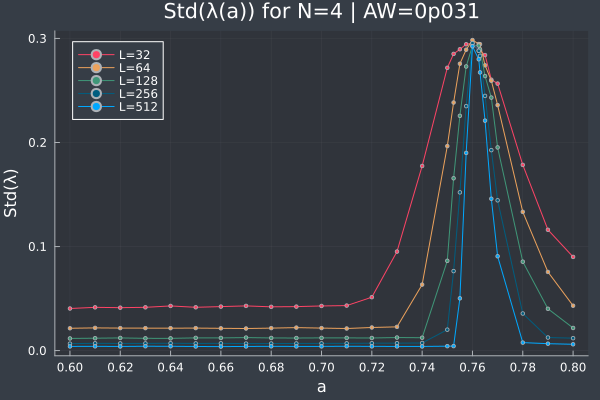 Std(λ(a)) for N=4 | AW=0p031
Std(λ)
0.3
0.2
0.1
0.0
L=32
L=64
L=128
L=256
L=512
0.60 0.62 0.64 0.66 0.68 0.70 0.72 0.74 0.76 0.78 0.80
a